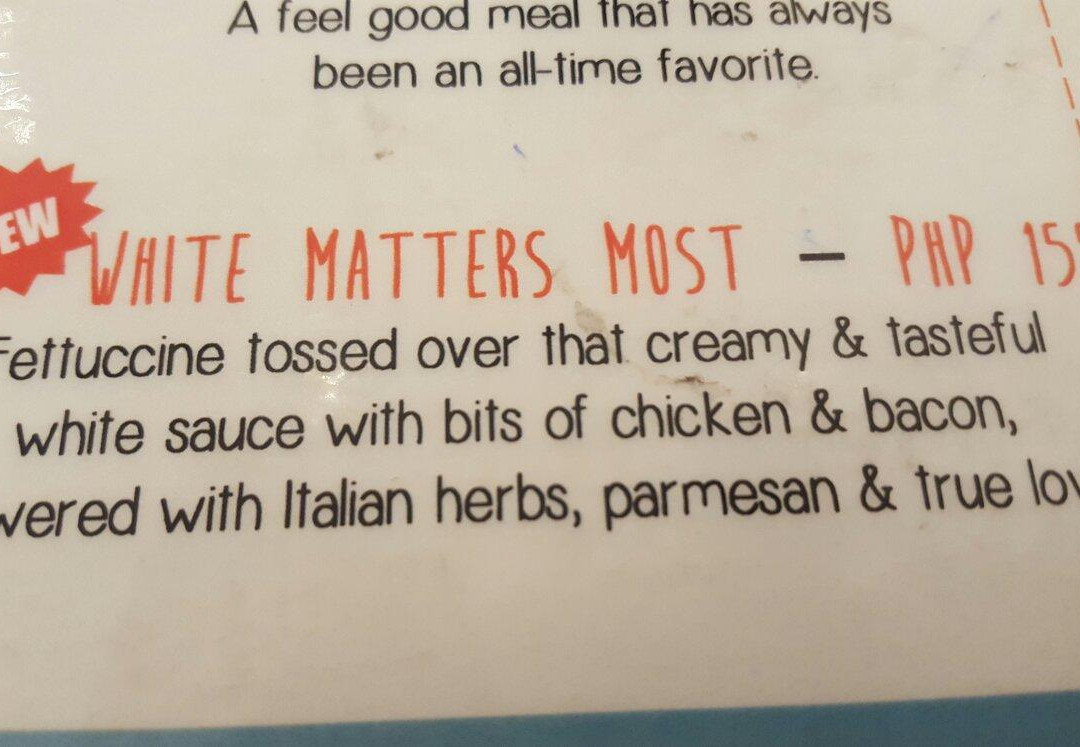 A feel good meal that has always
been an all-time favorite.
WHITE MATTERS MOST – PHP
Fettuccine tossed over that creamy & tasteful
white sauce with bits of chicken & bacon,
with Italian herbs, parmesan & true